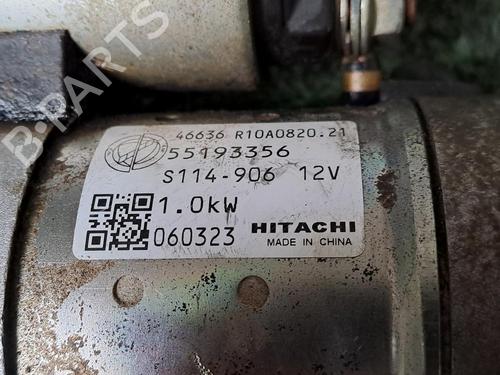 B-PARTS
46636 R10A0820.21
55193356
S114-906 12V
1.0kW
060323 HITACHI
MADE IN CHINA